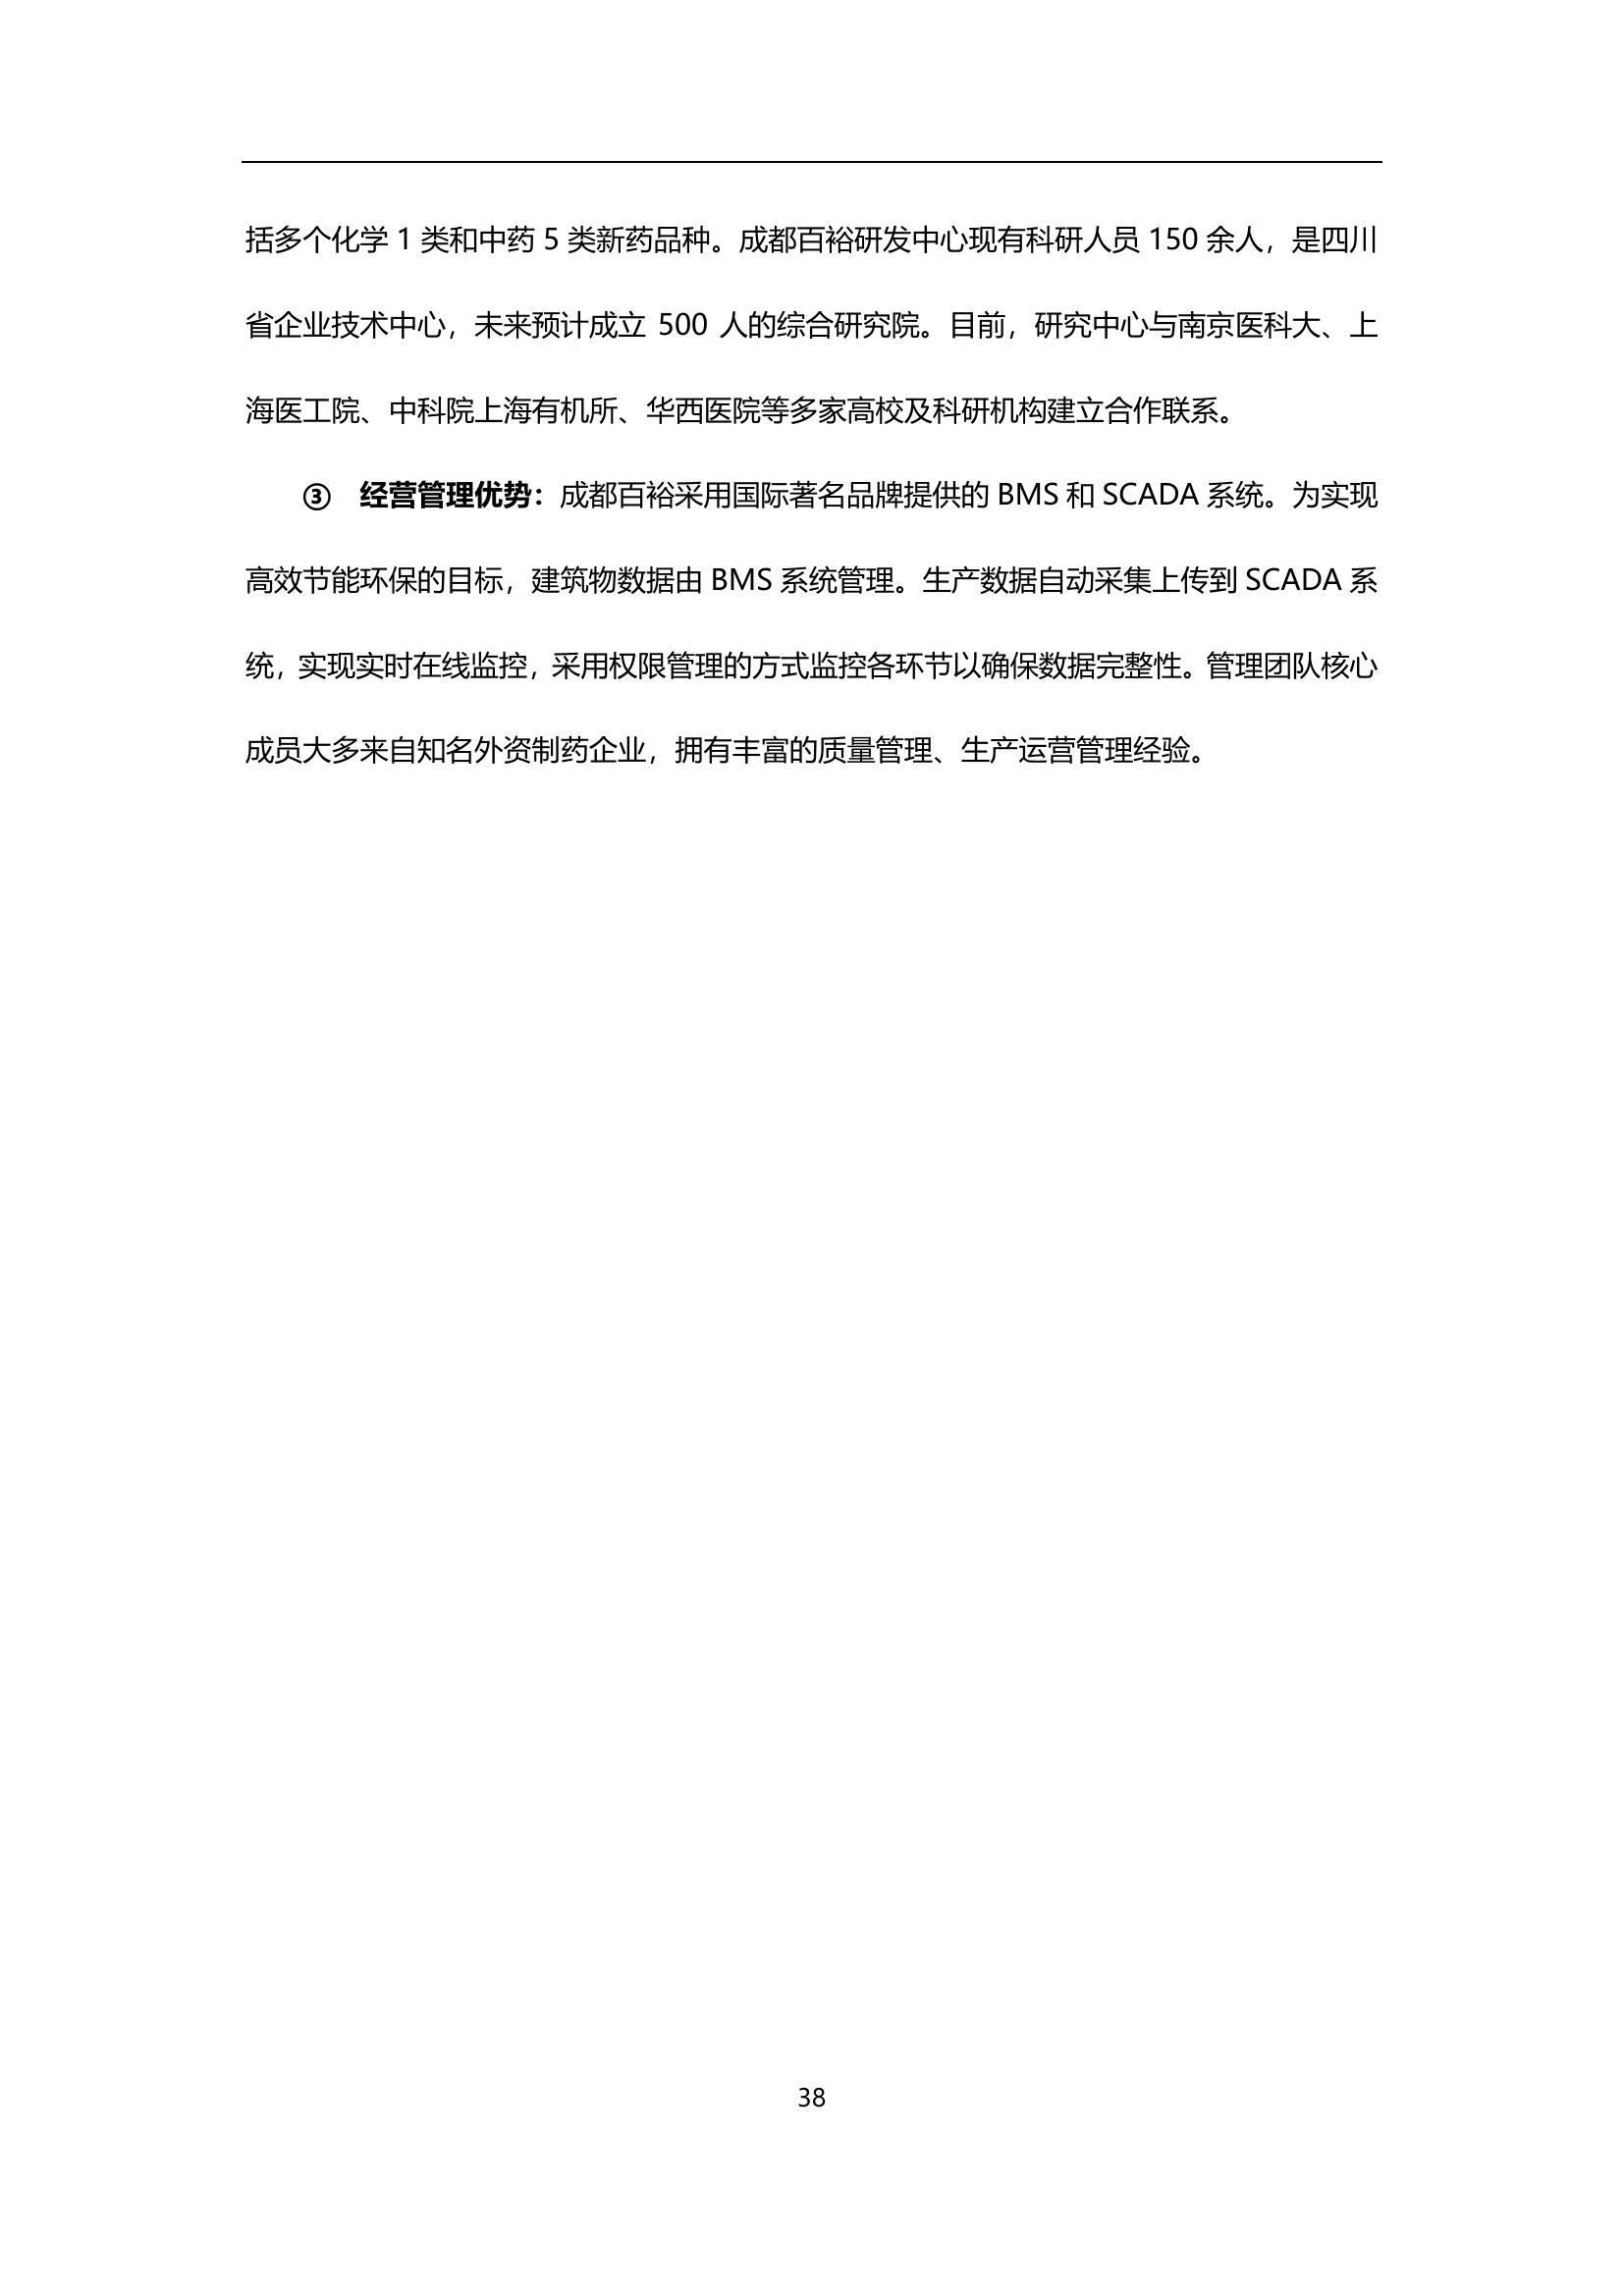 括多个化学 1 类和中药 5 类新药品种。成都百裕研发中心现有科研人员 150 余人，是四川
省企业技术中心，未来预计成立 500 人的综合研究院。目前，研究中心与南京医科大、上
海医工院、中科院上海有机所、华西医院等多家高校及科研机构建立合作联系。
③ 经营管理优势：成都百裕采用国际著名品牌提供的 BMS 和 SCADA 系统。为实现
高效节能环保的目标，建筑物数据由 BMS 系统管理。生产数据自动采集上传到 SCADA 系
统，实现实时在线监控，采用权限管理的方式监控各环节以确保数据完整性。管理团队核心
成员大多来自知名外资制药企业，拥有丰富的质量管理、生产运营管理经验。
38